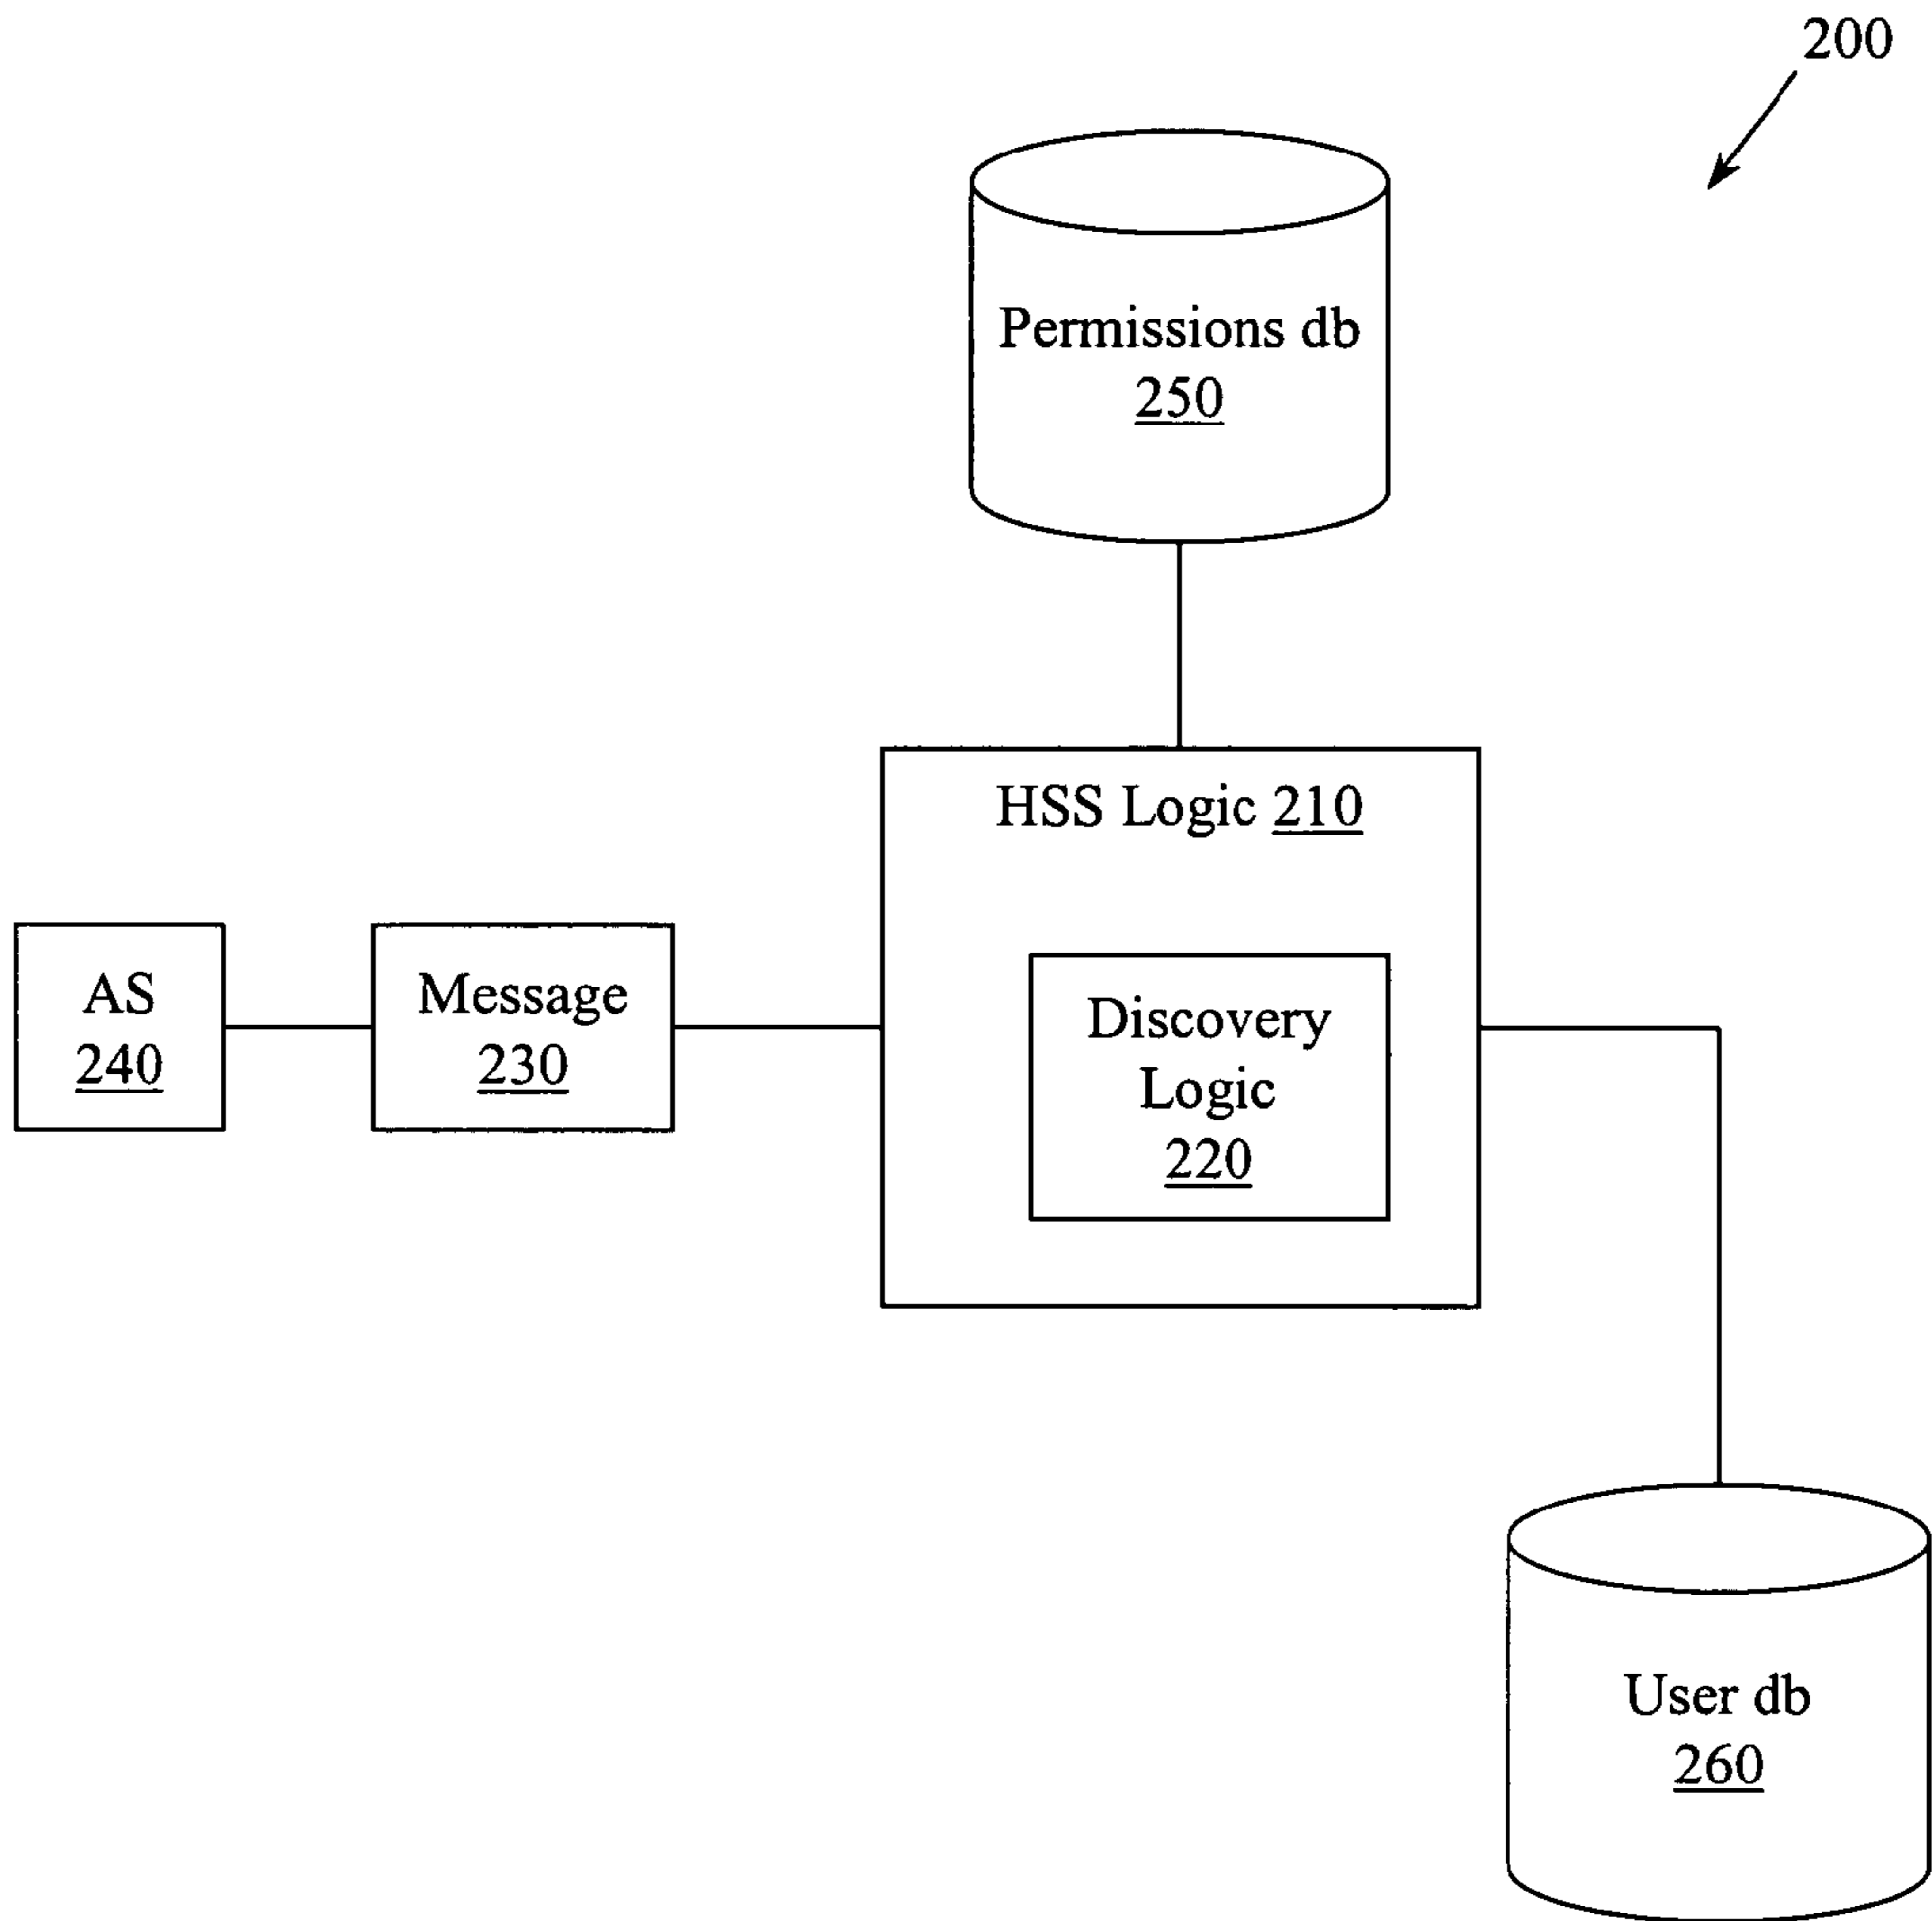 200
Permissions db
250
HSS Logic 210
AS
240
Message
230
Discovery
Logic
220
User db
260